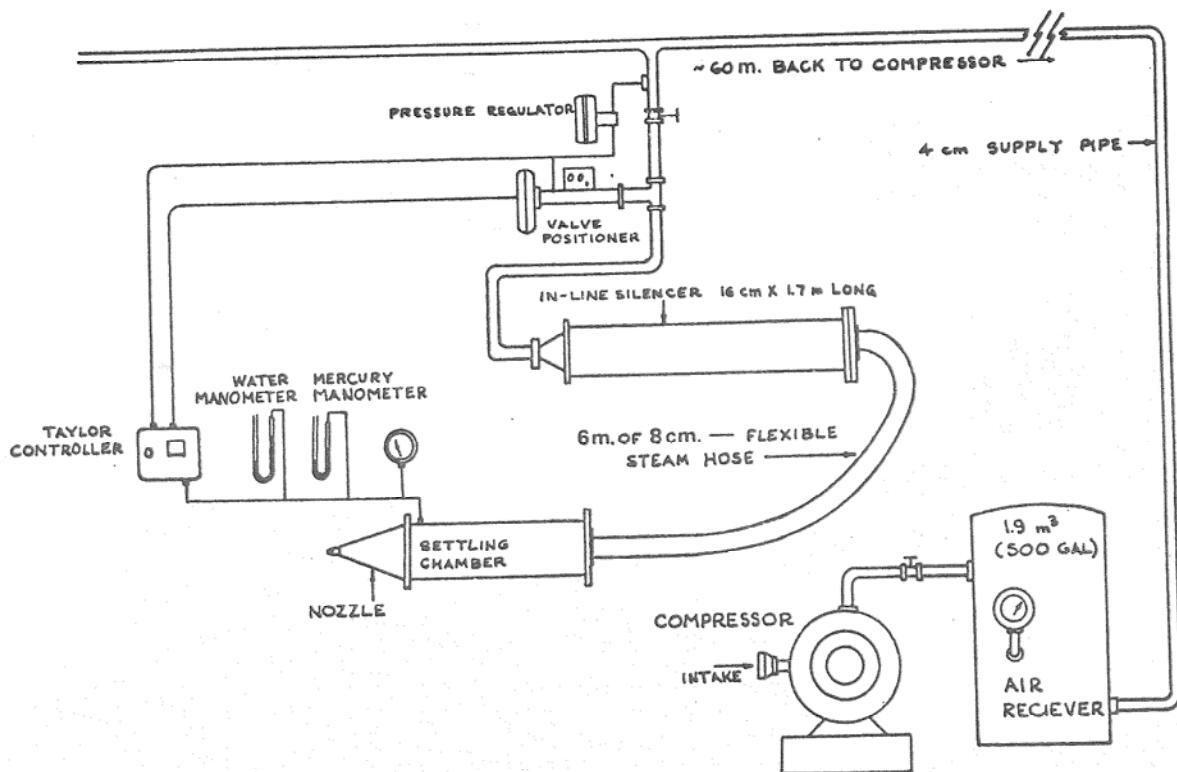 ~60 m. BACK TO COMPRESSOR
PRESSURE REGULATOR
4 cm SUPPLY PIPE
VALVE
POSITIONER
IN-LINE SILENCER 16 cm X 1.7 m LONG
WATER
MANOMETER
MERCURY
MANOMETER
TAYLOR
CONTROLLER
6 m. OF 8 cm. — FLEXIBLE
STEAM HOSE
SETTLING
CHAMBER
NOZZLE
1.9 m³
(500 GAL)
COMPRESSOR
INTAKE
AIR
RECIEVER